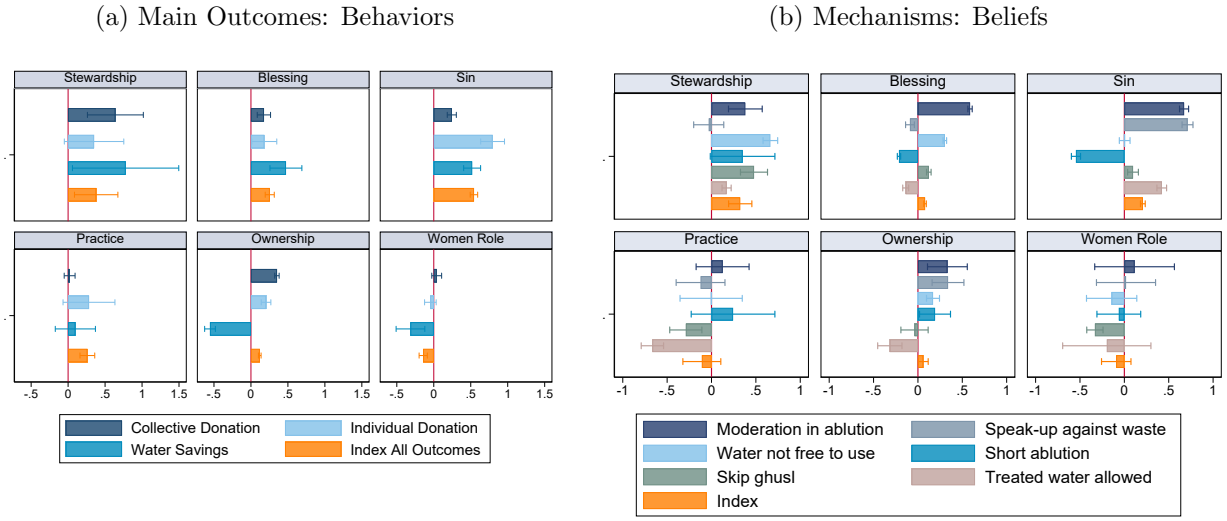 (a) Main Outcomes: Behaviors
Stewardship
Blessing
Sin
Practice
Ownership
Women Role
-.5 0 .5 1 1.5 -.5 0 .5 1 1.5 -.5 0 .5 1 1.5
Collective Donation
Individual Donation
Water Savings
Index All Outcomes
(b) Mechanisms: Beliefs
Stewardship
Blessing
Sin
Practice
Ownership
Women Role
-1 -.5 0 .5 1 -1 -.5 0 .5 1 -1 -.5 0 .5 1
Moderation in ablution
Speak-up against waste
Water not free to use
Short ablution
Skip ghusl
Treated water allowed
Index